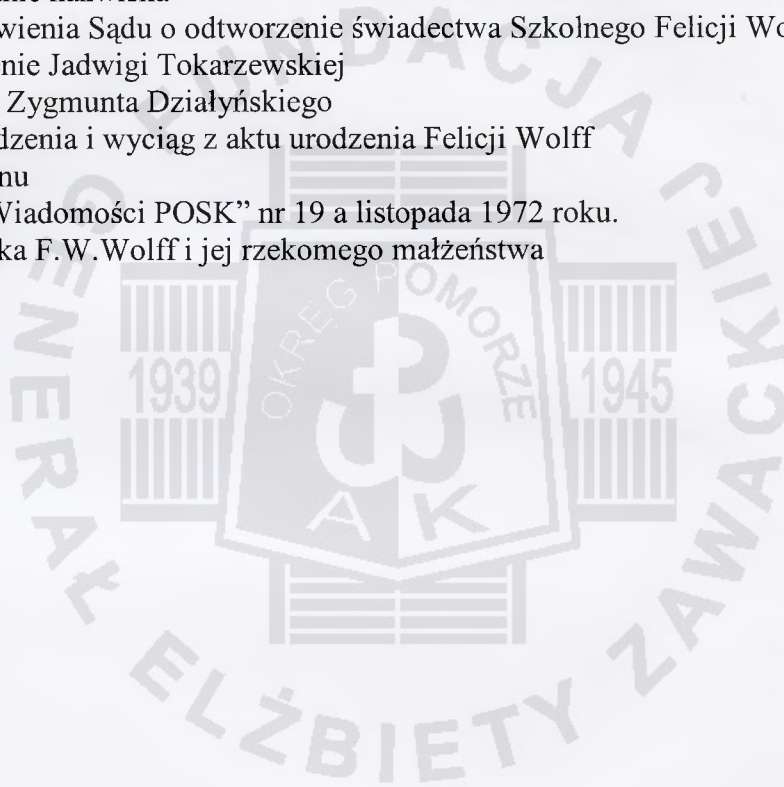 wienia Sądu o odtworzenie świadectwa Szkolnego Felicji Wo
nie Jadwigi Tokarzewskiej
Zygmunta Działyńskiego
dzenia i wyciąg z aktu urodzenia Felicji Wolff
nu
Wiadomości POSK” nr 19 a listopada 1972 roku.
ka F.W.Wolff i jej rzekomego małżeństwa
FUNDACJA GENERAŁ ELŻBIETY ZAWACKIEJ
OKRĘG POMORZE
1939
1945
A K